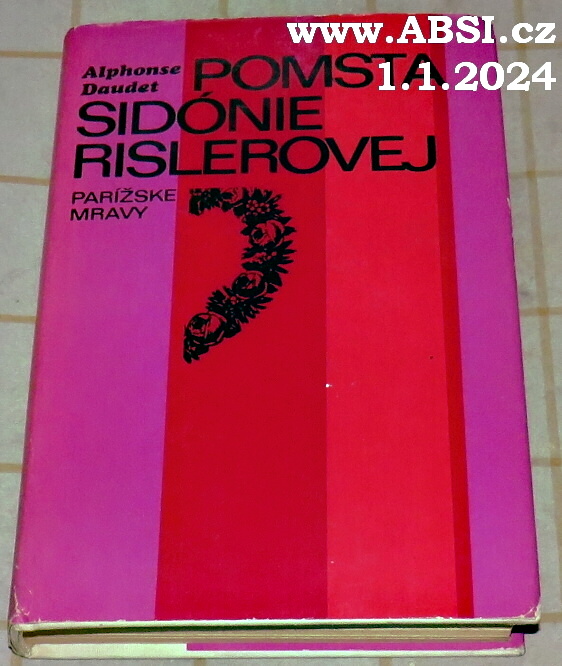 www.ABSI.cz
1.1.2024
Alphonse
Daudet
POMSTA
SIDÓNIE
RISLEROVEJ
PARÍŽSKE
MRAVY